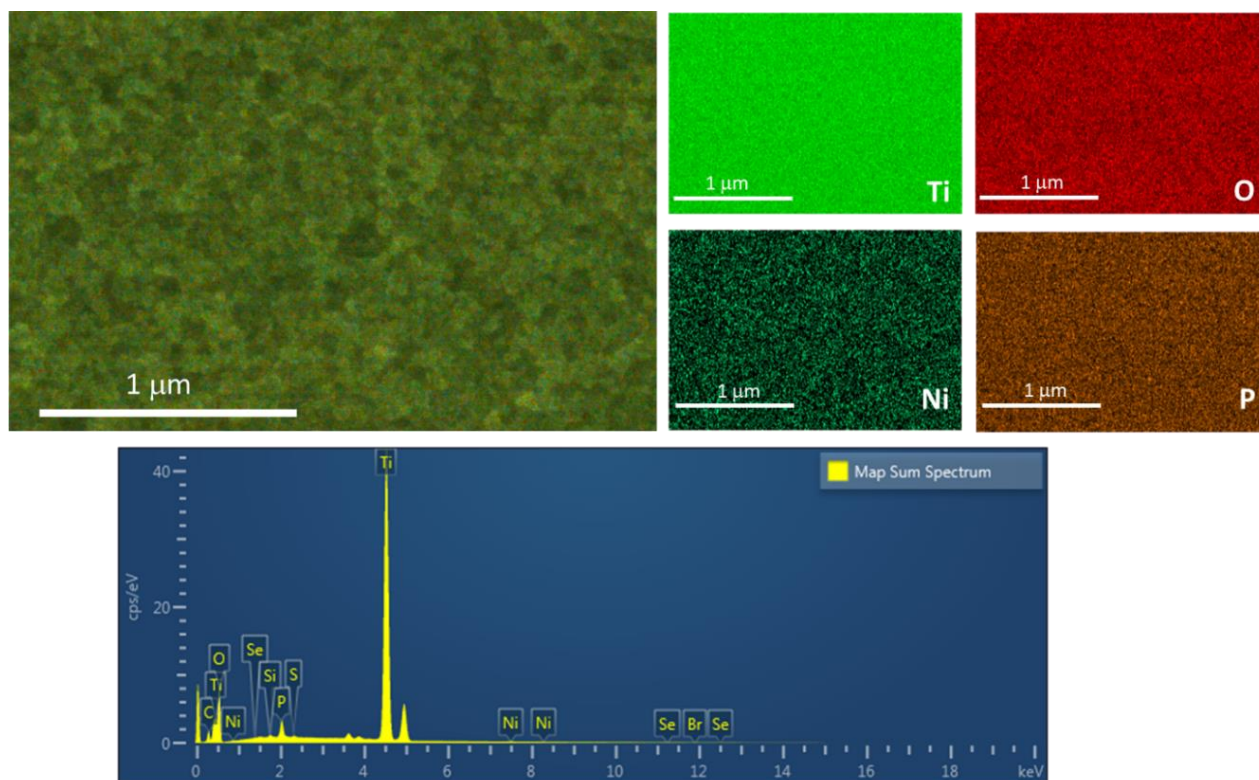 1 μm
1 μm
Ti
1 μm
O
1 μm
Ni
1 μm
P
Map Sum Spectrum
cps/eV
40
20
0
Ti
O
Se
Ti
Si
S
C
P
Ni
Ni
Ni
Se
Br
Se
0
2
4
6
8
10
12
14
16
18
keV